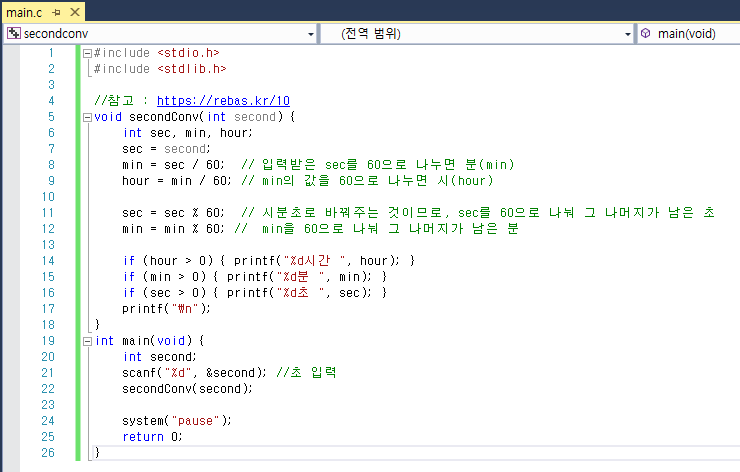 main.c
secondconv (전역 범위) main(void)
1 #include <stdio.h>
2 #include <stdlib.h>
3
4 //참고 : https://rebas.kr/10
5 void secondConv(int second) {
6 int sec, min, hour;
7 sec = second;
8 min = sec / 60; // 입력받은 sec를 60으로 나누면 분(min)
9 hour = min / 60; // min의 값을 60으로 나누면 시(hour)
10
11 sec = sec % 60; // 시분초로 바꿔주는 것이므로, sec를 60으로 나눠 그 나머지가 남은 초
12 min = min % 60; // min을 60으로 나눠 그 나머지가 남은 분
13
14 if (hour > 0) { printf("%d시간 ", hour); }
15 if (min > 0) { printf("%d분 ", min); }
16 if (sec > 0) { printf("%d초 ", sec); }
17 printf("₩n");
18 }
19 int main(void) {
20 int second;
21 scanf("%d", &second); //초 입력
22 secondConv(second);
23
24 system("pause");
25 return 0;
26 }